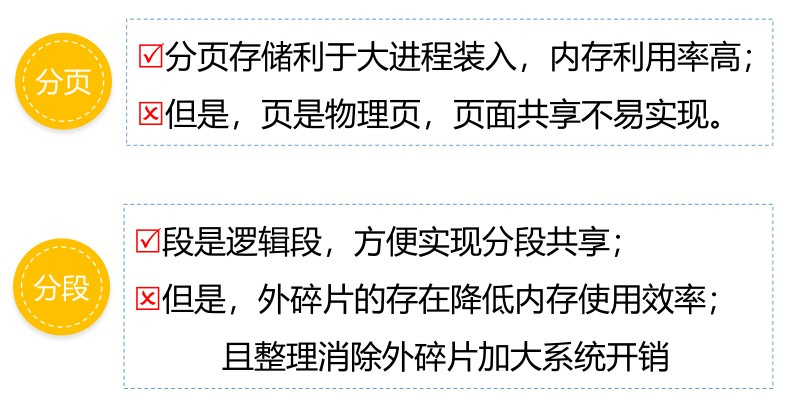 分页
☑分页存储利于大进程装入，内存利用率高；
☒但是，页是物理页，页面共享不易实现。
分段
☑段是逻辑段，方便实现分段共享；
☒但是，外碎片的存在降低内存使用效率；
且整理消除外碎片加大系统开销